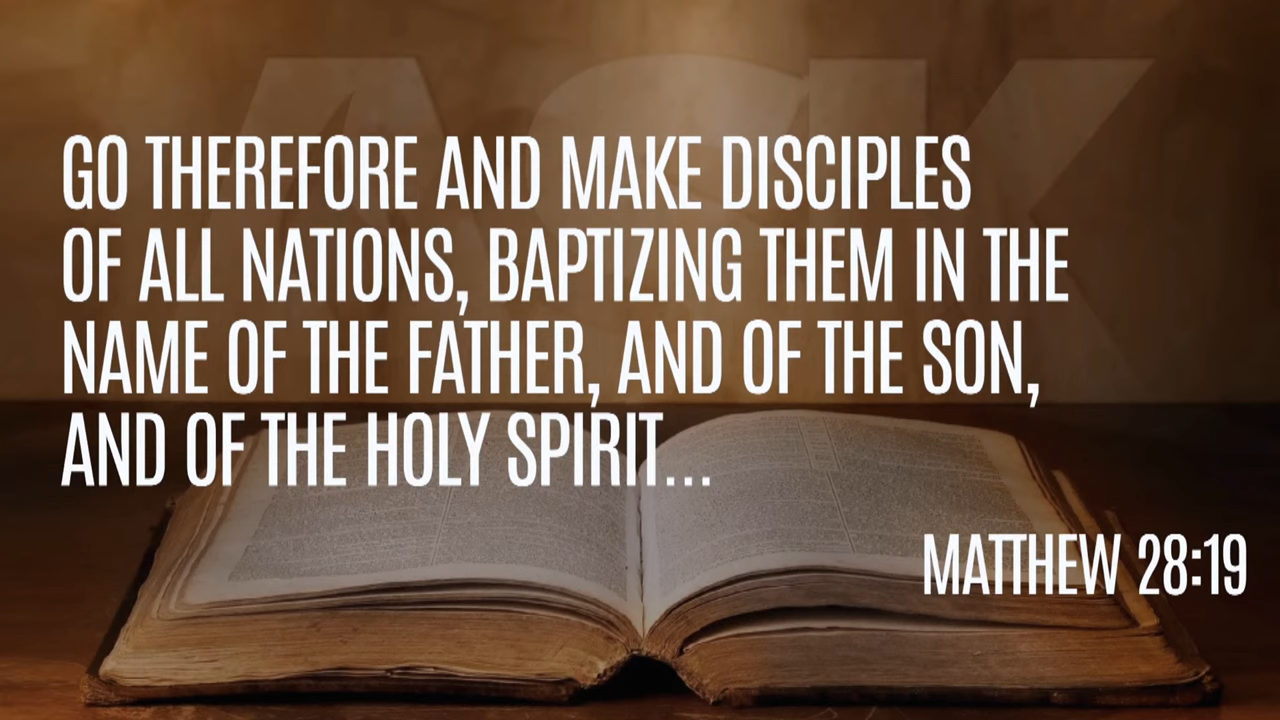 ASK
GO THEREFORE AND MAKE DISCIPLES
OF ALL NATIONS, BAPTIZING THEM IN THE
NAME OF THE FATHER, AND OF THE SON,
AND OF THE HOLY SPIRIT...
MATTHEW 28:19